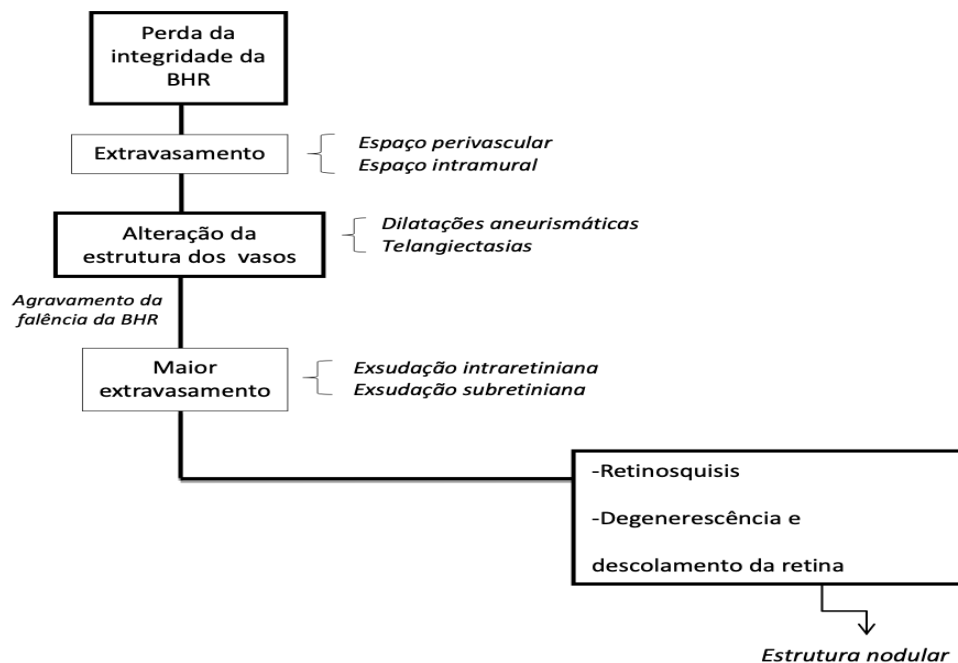 Perda da
integridade da
BHR
Extravasamento
Espaço perivascular
Espaço intramural
Alteração da
estrutura dos vasos
Dilatações aneurismáticas
Telangiectasias
Agravamento da
falência da BHR
Maior
extravasamento
Exsudação intraretiniana
Exsudação subretiniana
-Retinosquisis
-Degenerescência e
descolamento da retina
Estrutura nodular